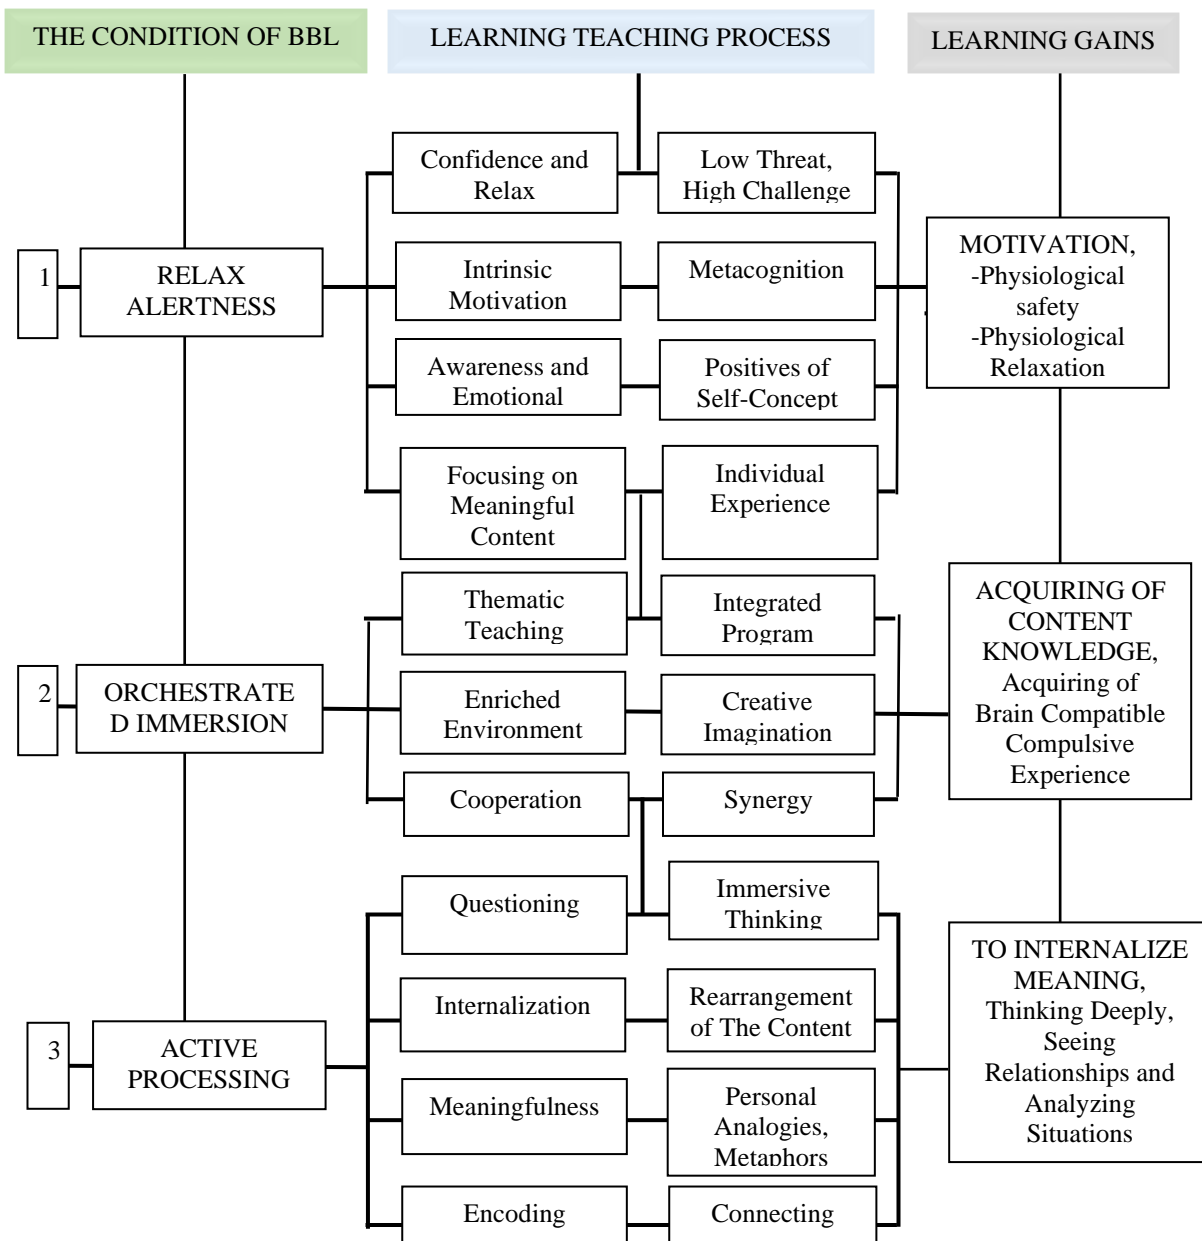 THE CONDITION OF BBL
LEARNING TEACHING PROCESS
LEARNING GAINS
1
RELAX
ALERTNESS
Confidence and
Relax
Low Threat,
High Challenge
Intrinsic
Motivation
Metacognition
Awareness and
Emotional
Positives of
Self-Concept
Focusing on
Meaningful
Content
Individual
Experience
MOTIVATION,
-Physiological
safety
-Physiological
Relaxation
2
ORCHESTRATE
D IMMERSION
Thematic
Teaching
Integrated
Program
Enriched
Environment
Creative
Imagination
Cooperation
Synergy
ACQUIRING OF
CONTENT
KNOWLEDGE,
Acquiring of
Brain Compatible
Compulsive
Experience
3
ACTIVE
PROCESSING
Questioning
Immersive
Thinking
Internalization
Rearrangement
of The Content
Meaningfulness
Personal
Analogies,
Metaphors
Encoding
Connecting
TO INTERNALIZE
MEANING,
Thinking Deeply,
Seeing
Relationships and
Analyzing
Situations